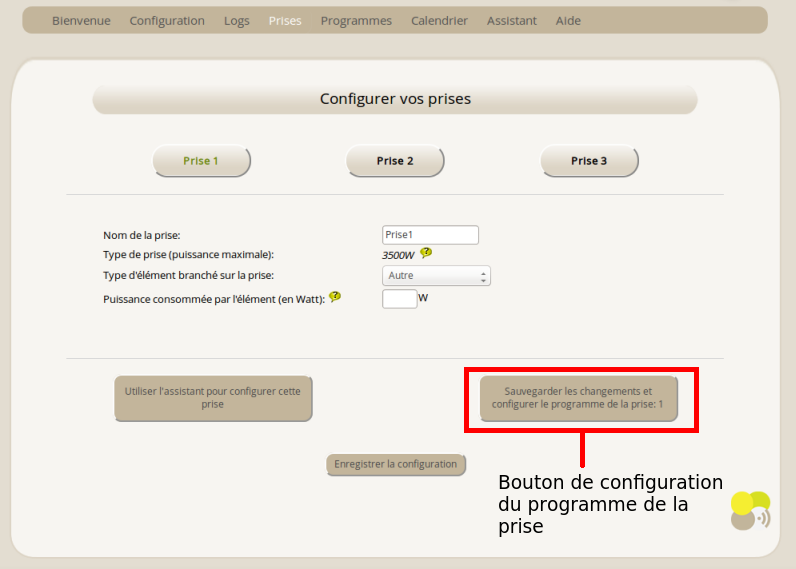 Bienvenue Configuration Logs Prises Programmes Calendrier Assistant Aide
Configurer vos prises
Prise 1 Prise 2 Prise 3
Nom de la prise: Prise1
Type de prise (puissance maximale): 3500W ?
Type d'élément branché sur la prise: Autre
Puissance consommée par l'élément (en Watt): ? W
Utiliser l'assistant pour configurer cette
prise
Sauvegarder les changements et
configurer le programme de la prise: 1
Enregistrer la configuration
Bouton de configuration
du programme de la
prise